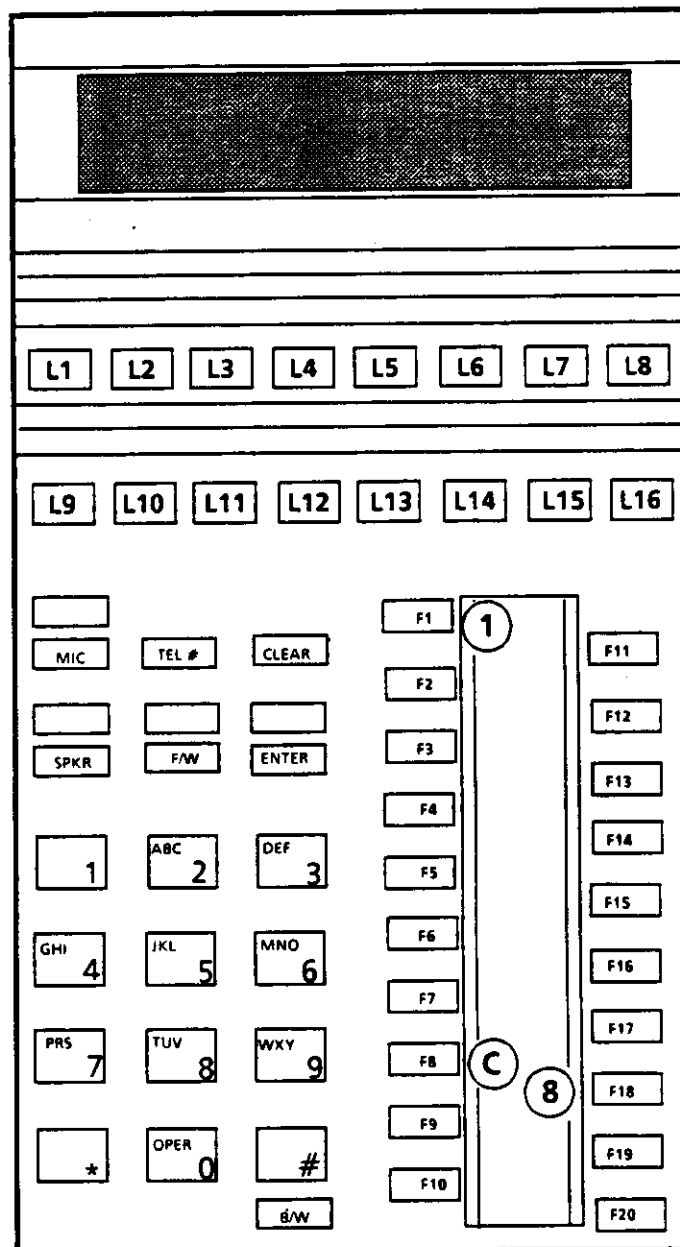 L1 L2 L3 L4 L5 L6 L7 L8
L9 L10 L11 L12 L13 L14 L15 L16
MIC TEL # CLEAR
SPKR F/W ENTER
1 ABC 2 DEF 3
GHI 4 JKL 5 MNO 6
PRS 7 TUV 8 WXY 9
* OPER 0 #
B/W
F1 1
F2
F3
F4
F5
F6
F7
F8 C
8
F9
F10
F11
F12
F13
F14
F15
F16
F17
F18
F19
F20